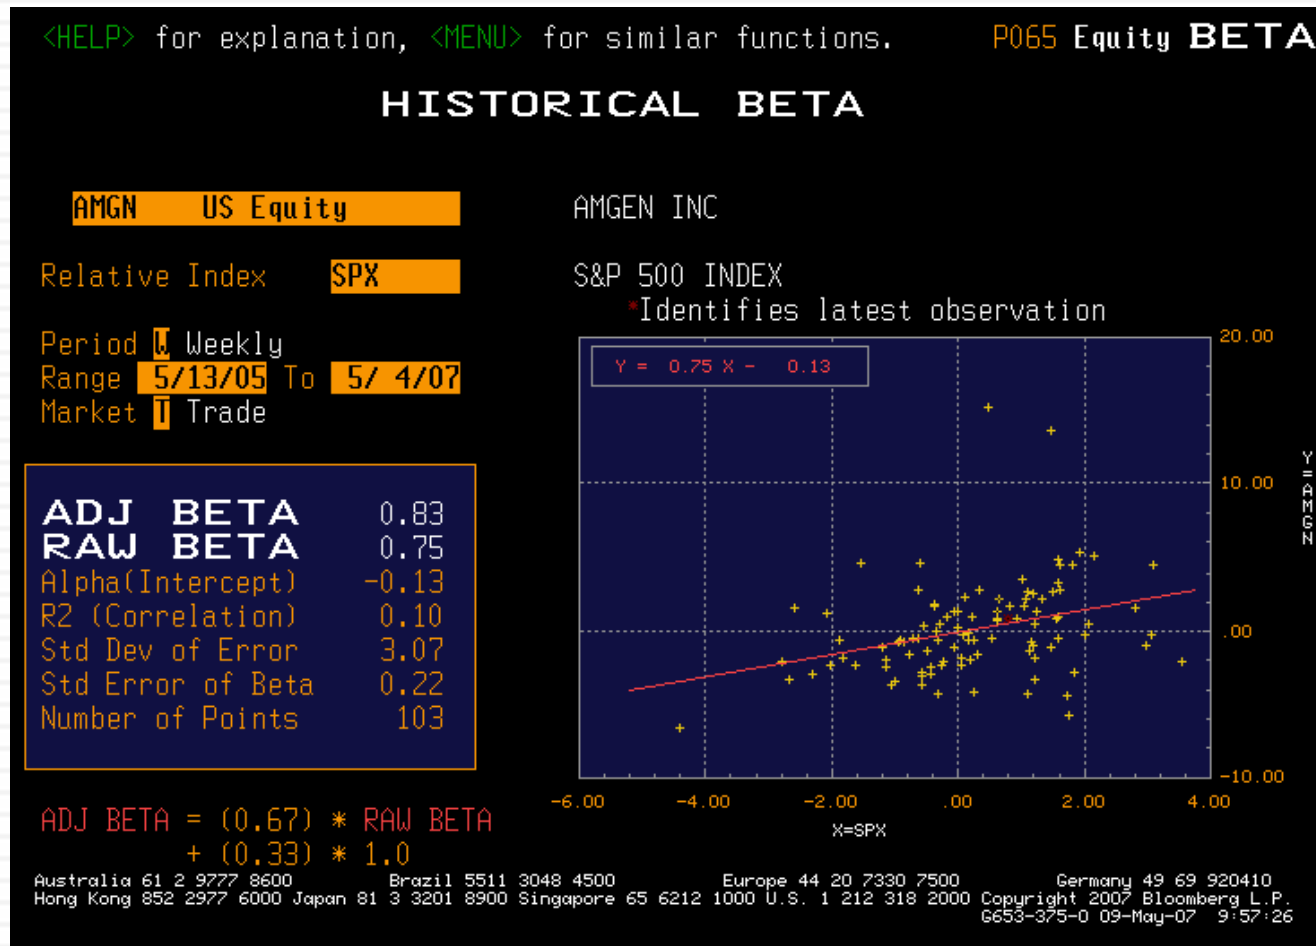 <HELP> for explanation, <MENU> for similar functions. P065 Equity BETA
HISTORICAL BETA
AMGN US Equity AMGEN INC
Relative Index SPX S&P 500 INDEX
*Identifies latest observation
Period W Weekly
Range 5/13/05 To 5/ 4/07
Market T Trade
Y = 0.75 X - 0.13
20.00
10.00
.00
-10.00
Y=AMGN
ADJ BETA 0.83
RAW BETA 0.75
Alpha(Intercept) -0.13
R2 (Correlation) 0.10
Std Dev of Error 3.07
Std Error of Beta 0.22
Number of Points 103
-6.00 -4.00 -2.00 .00 2.00 4.00
X=SPX
ADJ BETA = (0.67) * RAW BETA
+ (0.33) * 1.0
Australia 61 2 9777 8600 Brazil 5511 3048 4500 Europe 44 20 7330 7500 Germany 49 69 920410
Hong Kong 852 2977 6000 Japan 81 3 3201 8900 Singapore 65 6212 1000 U.S. 1 212 318 2000 Copyright 2007 Bloomberg L.P.
G653-375-0 09-May-07 9:57:26